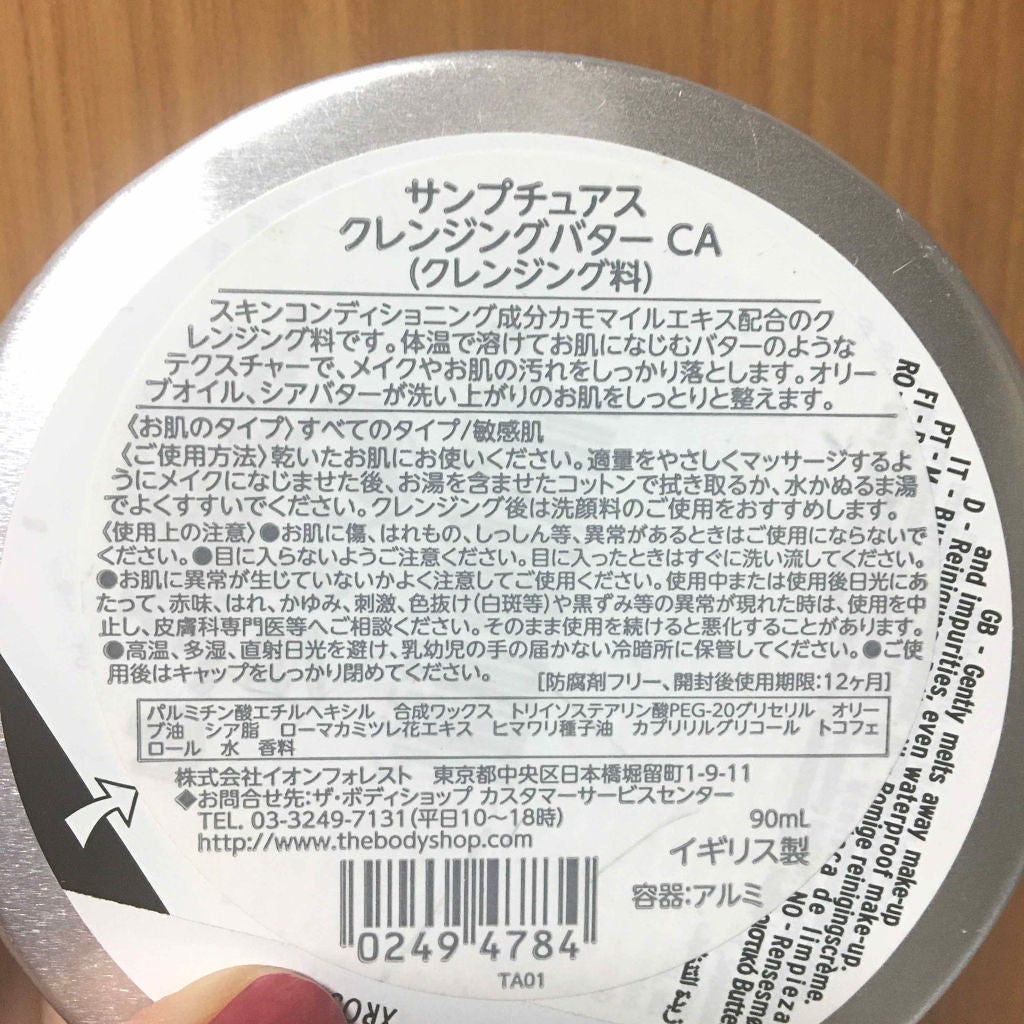 サンプチュアス
クレンジングバター CA
(クレンジング料)
スキンコンディショニング成分カモマイルエキス配合のク
レンジング料です。体温で溶けてお肌になじむバターのような
テクスチャーで、メイクやお肌の汚れをしっかり落とします。オリー
ブオイル、シアバターが洗い上がりのお肌をしっとりと整えます。
〈お肌のタイプ〉すべてのタイプ/敏感肌
〈ご使用方法〉乾いたお肌にお使いください。適量をやさしくマッサージするよ
うにメイクになじませた後、お湯を含ませたコットンで拭き取るか、水かぬるま湯
でよくすすいでください。クレンジング後は洗顔料のご使用をおすすめします。
〈使用上の注意〉●お肌に傷、はれもの、しっしん等、異常があるときはご使用にならないで
ください。●目に入らないようご注意ください。目に入ったときはすぐに洗い流してください。
●お肌に異常が生じていないかよく注意してご使用ください。使用中または使用後日光にあ
たって、赤味、はれ、かゆみ、刺激、色抜け(白斑等)や黒ずみ等の異常が現れた時は、使用を中
止し、皮膚科専門医等へご相談ください。そのまま使用を続けると悪化することがあります。
●高温、多湿、直射日光を避け、乳幼児の手の届かない冷暗所に保管してください。●ご使
用後はキャップをしっかり閉めてください。 [防腐剤フリー、開封後使用期限:12ヶ月]
パルミチン酸エチルヘキシル 合成ワックス トリイソステアリン酸PEG-20グリセリル オリー
ブ油 シア脂 ローマカミツレ花エキス ヒマワリ種子油 カプリリルグリコール トコフェ
ロール 水 香料
株式会社イオンフォレスト 東京都中央区日本橋堀留町1-9-11
◆お問合せ先:ザ・ボディショップ カスタマーサービスセンター
TEL. 03-3249-7131(平日10〜18時)
http://www.thebodyshop.com
90mL
イギリス製
容器:アルミ
0249 4784
TA01
GB - Gently melts away make-up
and impurities, even waterproof make-up.
D - Reinigungs
Romige reinigingscrème.
de limpieza
NO - Rensesmø
Butte
IT -
PT -
FI -
RO